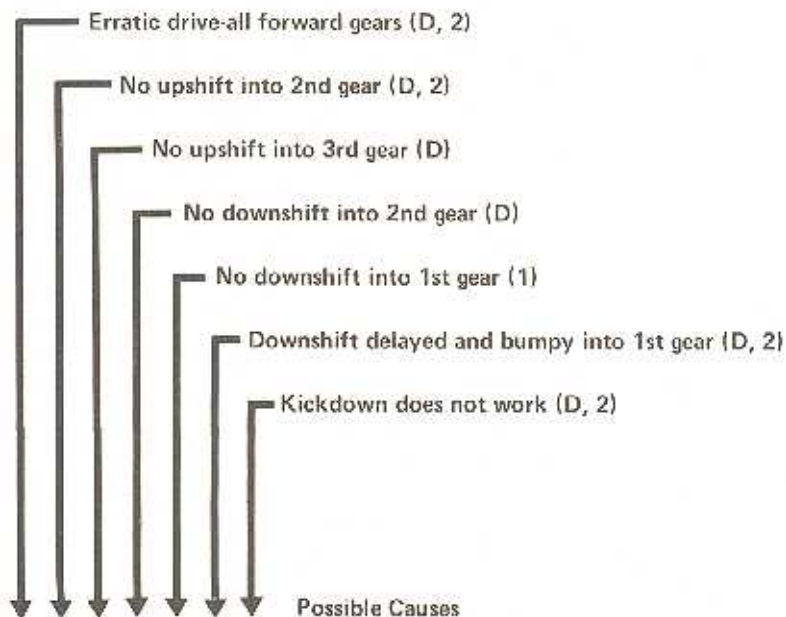 Erratic drive-all forward gears (D, 2)
No upshift into 2nd gear (D, 2)
No upshift into 3rd gear (D)
No downshift into 2nd gear (D)
No downshift into 1st gear (1)
Downshift delayed and bumpy into 1st gear (D, 2)
Kickdown does not work (D, 2)
Possible Causes